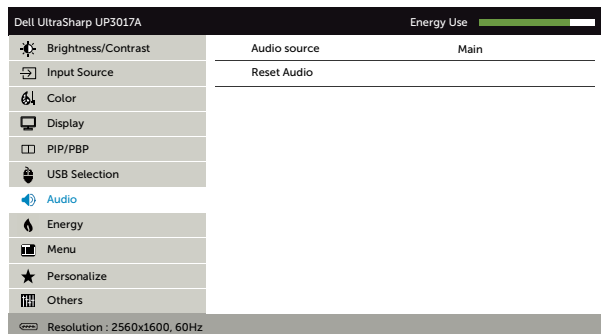 Dell UltraSharp UP3017A Energy Use
Brightness/Contrast Audio source Main
Input Source Reset Audio
Color
Display
PIP/PBP
USB Selection
Audio
Energy
Menu
Personalize
Others
Resolution : 2560x1600, 60Hz